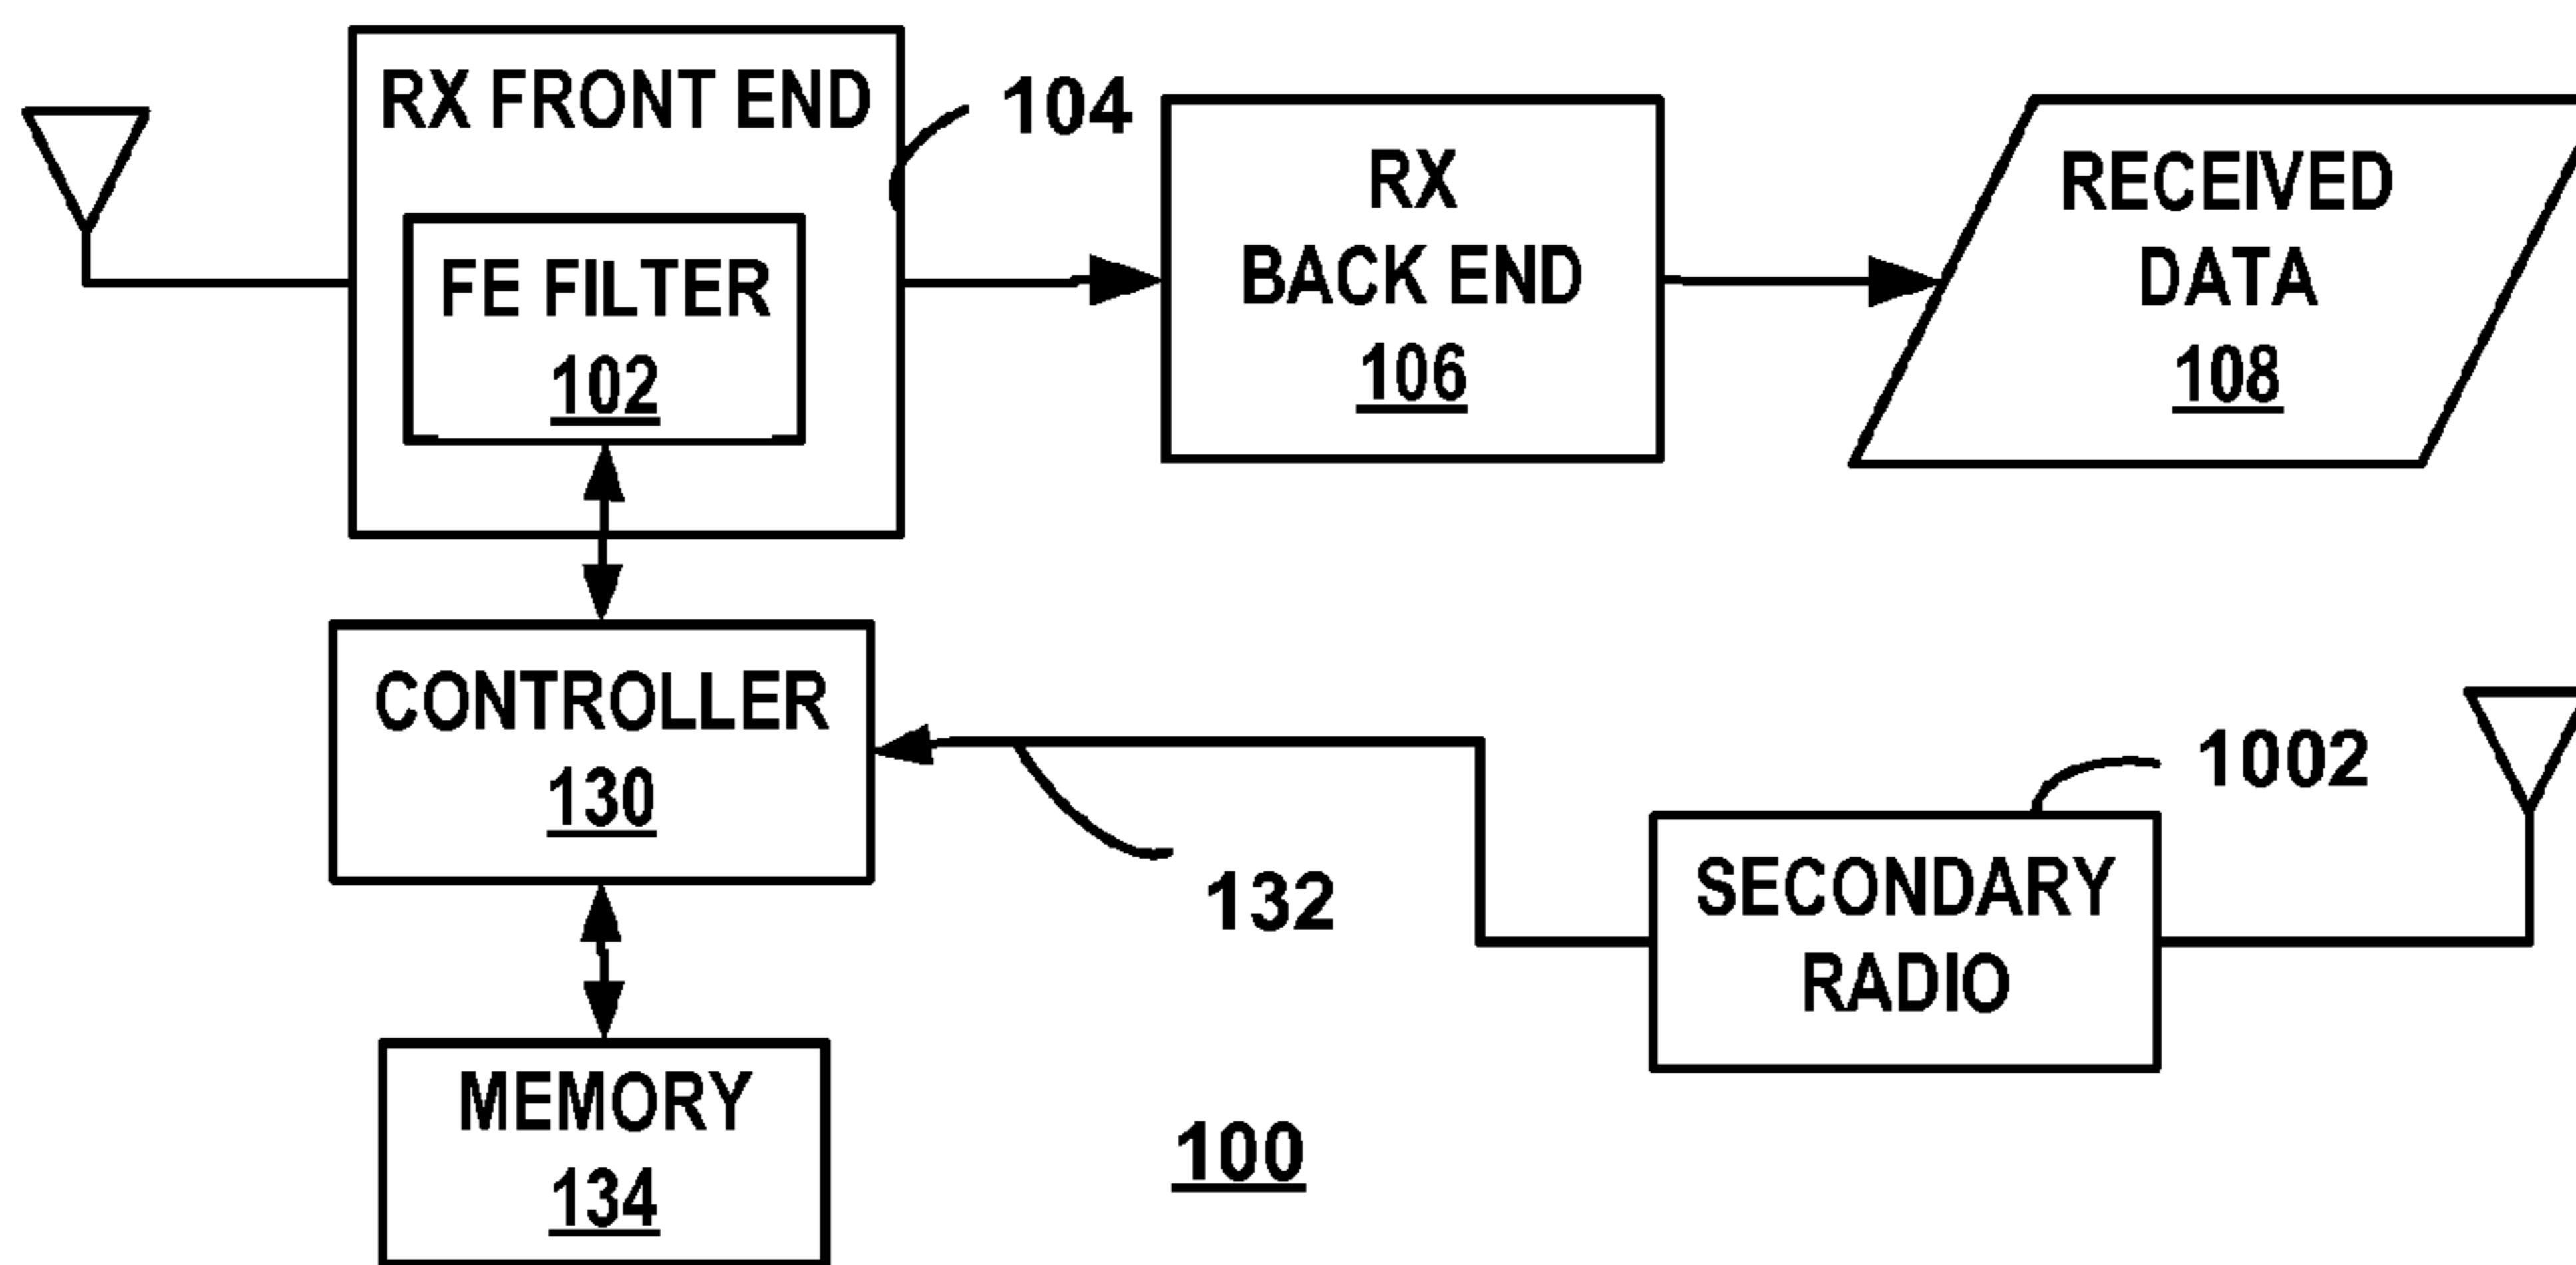 RX FRONT END
104
FE FILTER
102
RX
BACK END
106
RECEIVED
DATA
108
CONTROLLER
130
132
1002
SECONDARY
RADIO
MEMORY
134
100